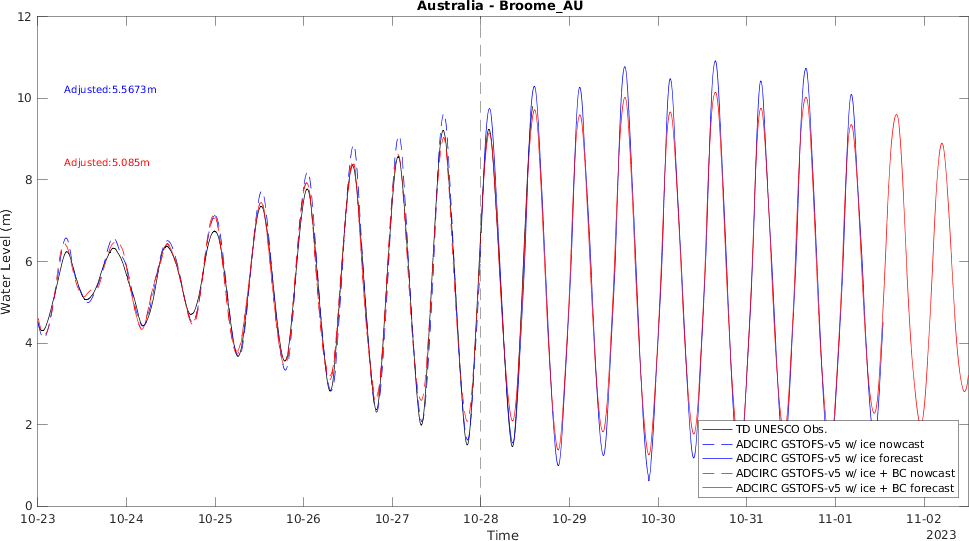 Australia - Broome_AU
12
10
8
6
4
2
0
Water Level (m)
Adjusted:5.5673m
Adjusted:5.085m
TD UNESCO Obs.
ADCIRC GSTOFS-v5 w/ ice nowcast
ADCIRC GSTOFS-v5 w/ ice forecast
ADCIRC GSTOFS-v5 w/ ice + BC nowcast
ADCIRC GSTOFS-v5 w/ ice + BC forecast
10-23 10-24 10-25 10-26 10-27 10-28 10-29 10-30 10-31 11-01 11-02
Time
2023